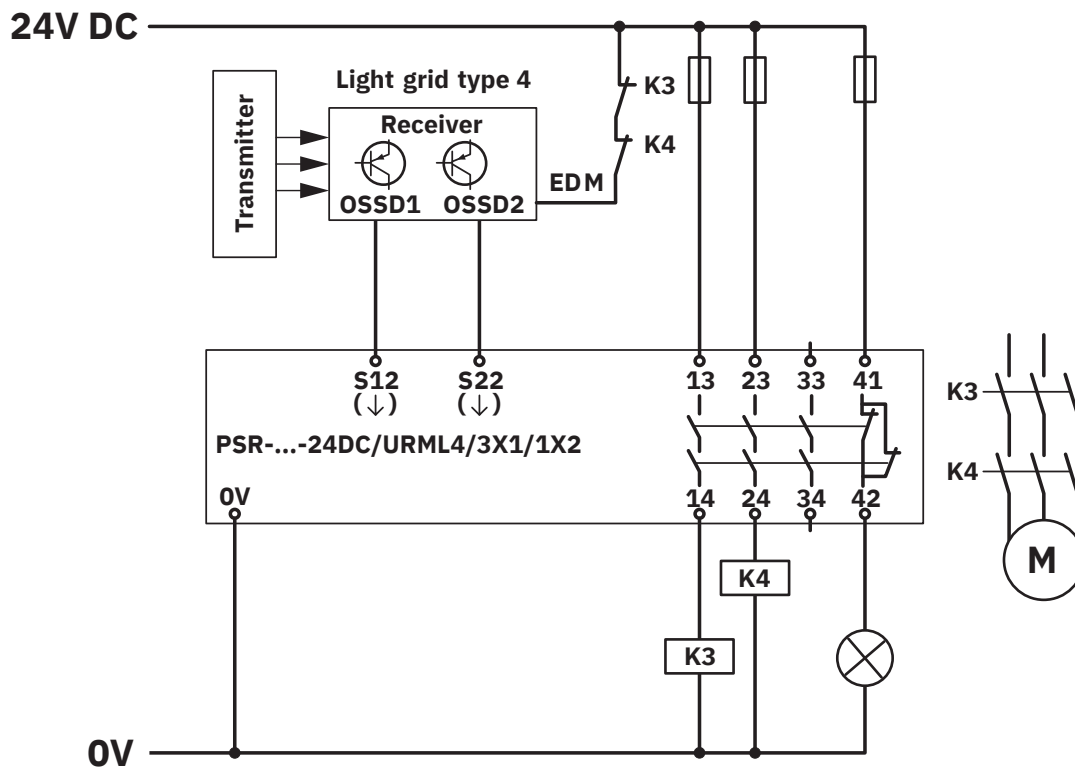 24V DC
Light grid type 4
Transmitter
Receiver
OSSD1 OSSD2
EDM
K3
K4
S12 S22 13 23 33 41
(↓) (↓)
PSR-...-24DC/URML4/3X1/1X2
0V 14 24 34 42
K3
K4
M
K4
K3
0V